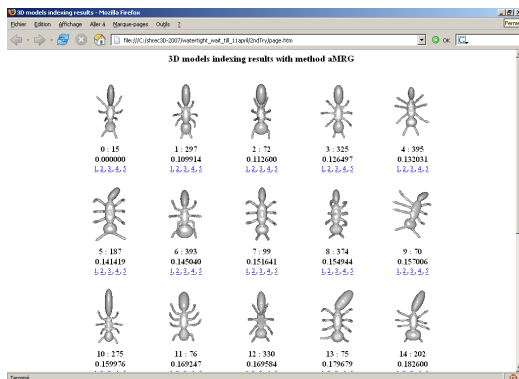 3D models indexing results - Mozilla Firefox
Fichier Edition Affichage Aller à Marque-pages Outils ?
Ferme
file:///C:/shrec3D-2007/watertight_wait_till_11april/2ndTry/page.htm OK
3D models indexing results with method aMRG
0 : 15 1 : 297 2 : 72 3 : 325 4 : 395
0.000000 0.109914 0.112600 0.126497 0.132031
1, 2, 3, 4, 5 1, 2, 3, 4, 5 1, 2, 3, 4, 5 1, 2, 3, 4, 5 1, 2, 3, 4, 5
5 : 187 6 : 393 7 : 99 8 : 374 9 : 70
0.141419 0.145040 0.151641 0.154944 0.157006
1, 2, 3, 4, 5 1, 2, 3, 4, 5 1, 2, 3, 4, 5 1, 2, 3, 4, 5 1, 2, 3, 4, 5
10 : 275 11 : 76 12 : 330 13 : 75 14 : 202
0.159976 0.169247 0.169584 0.179679 0.182600
Terminé